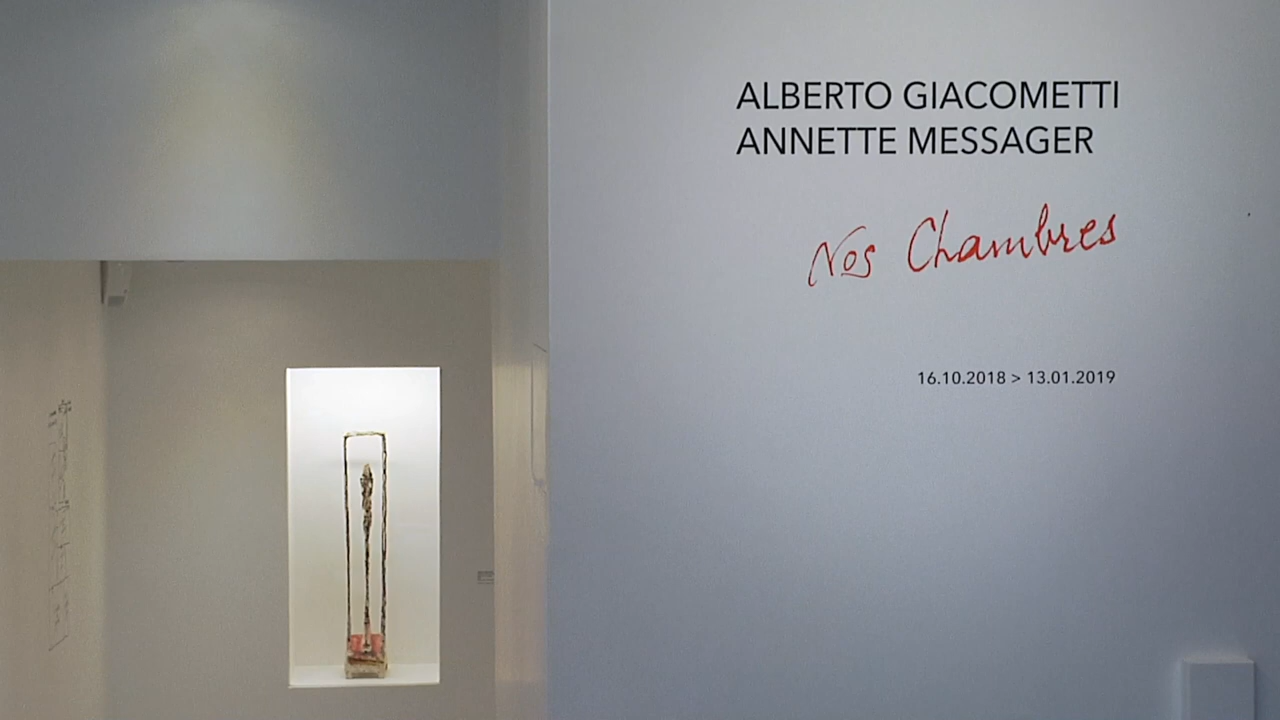 ALBERTO GIACOMETTI
ANNETTE MESSAGER
Nos Chambres
16.10.2018 > 13.01.2019